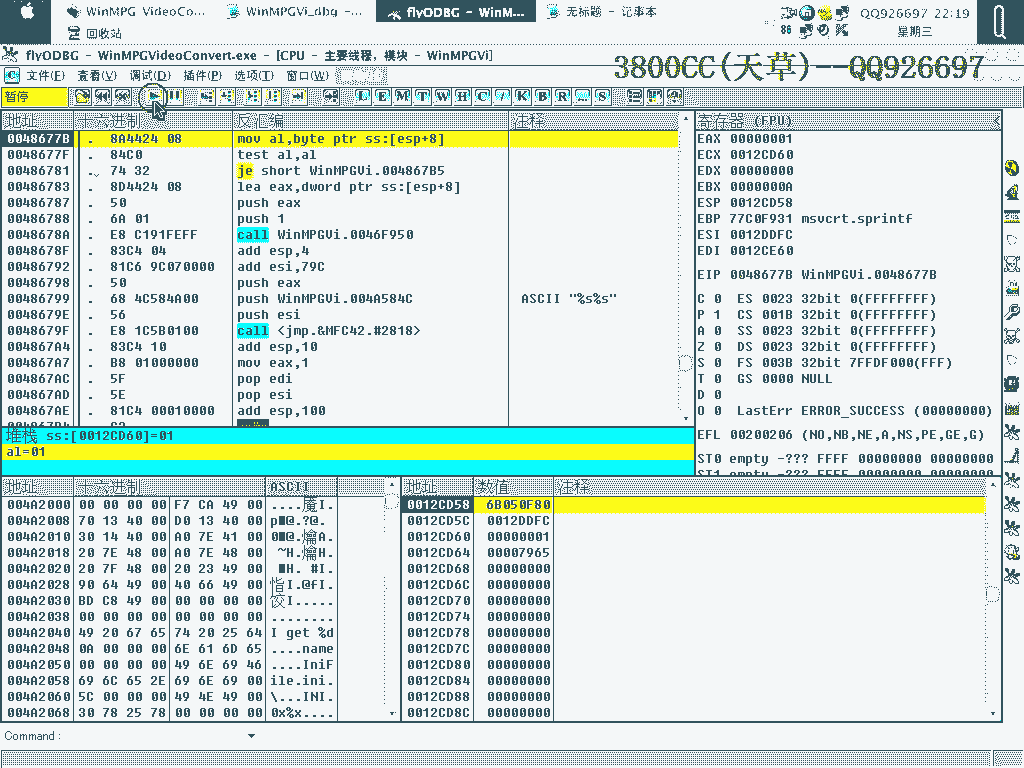 WinMPG VideoCo...
WinMPGVi_dbg -...
flyODBG - WinM...
无标题 - 记事本
QQ926697 22:19
回收站
86
星期三
flyODBG - WinMPGVideoConvert.exe - [CPU - 主要线程, 模块 - WinMPGVi]
3800CC(天草)--QQ926697
文件(F) 查看(V) 调试(D) 插件(P) 选项(T) 窗口(W)
暂停
L E M T W H C / K B R ... S
地址 十六进制 反汇编 注释
0048677B . 8A4424 08 mov al,byte ptr ss:[esp+8]
0048677F . 84C0 test al,al
00486781 . 74 32 je short WinMPGVi.004867B5
00486783 . 8D4424 08 lea eax,dword ptr ss:[esp+8]
00486787 . 50 push eax
00486788 . 6A 01 push 1
0048678A . E8 C191FEFF call WinMPGVi.0046F950
0048678F . 83C4 04 add esp,4
00486792 . 81C6 9C070000 add esi,79C
00486798 . 50 push eax
00486799 . 68 4C584A00 push WinMPGVi.004A584C ASCII "%s%s"
0048679E . 56 push esi
0048679F . E8 1C5B0100 call <jmp.&MFC42.#2818>
004867A4 . 83C4 10 add esp,10
004867A7 . B8 01000000 mov eax,1
004867AC . 5F pop edi
004867AD . 5E pop esi
004867AE . 81C4 00010000 add esp,100
堆栈 ss:[0012CD60]=01
al=01
寄存器 (FPU)
EAX 00000001
ECX 0012CD60
EDX 00000000
EBX 0000000A
ESP 0012CD58
EBP 77C0F931 msvcrt.sprintf
ESI 0012DDFC
EDI 0012CE60
EIP 0048677B WinMPGVi.0048677B
C 0 ES 0023 32bit 0(FFFFFFFF)
P 1 CS 001B 32bit 0(FFFFFFFF)
A 0 SS 0023 32bit 0(FFFFFFFF)
Z 0 DS 0023 32bit 0(FFFFFFFF)
S 0 FS 003B 32bit 7FFDF000(FFF)
T 0 GS 0000 NULL
D 0
O 0 LastErr ERROR_SUCCESS (00000000)
EFL 00200206 (NO,NB,NE,A,NS,PE,GE,G)
ST0 empty -??? FFFF 00000000 00000000
ST1 empty -??? FFFF 00000000 00000000
地址 十六进制 ASCII
004A2000 00 00 00 00 F7 CA 49 00
004A2008 70 13 40 00 D0 13 40 00
004A2010 30 14 40 00 A0 7E 41 00
004A2018 20 7E 48 00 A0 7E 48 00
004A2020 20 7F 48 00 20 23 49 00
004A2028 90 64 49 00 40 66 49 00
004A2030 BD C8 49 00 00 00 00 00
004A2038 00 00 00 00 00 00 00 00 ........
004A2040 49 20 67 65 74 20 25 64 I get %d
004A2048 0A 00 00 00 6E 61 6D 65 ....name
004A2050 00 00 00 00 49 6E 69 46 ....IniF
004A2058 69 6C 65 2E 69 6E 69 00 ile.ini.
004A2060 5C 00 00 00 49 4E 49 00 \...INI.
004A2068 30 78 25 78 00 00 00 00 0x%x....
地址 数值 注释
0012CD58 6B050F80
0012CD5C 0012DDFC
0012CD60 00000001
0012CD64 00007965
0012CD68 00000000
0012CD6C 00000000
0012CD70 00000000
0012CD74 00000000
0012CD78 00000000
0012CD7C 00000000
0012CD80 00000000
0012CD84 00000000
0012CD88 00000000
0012CD8C 00000000
Command :